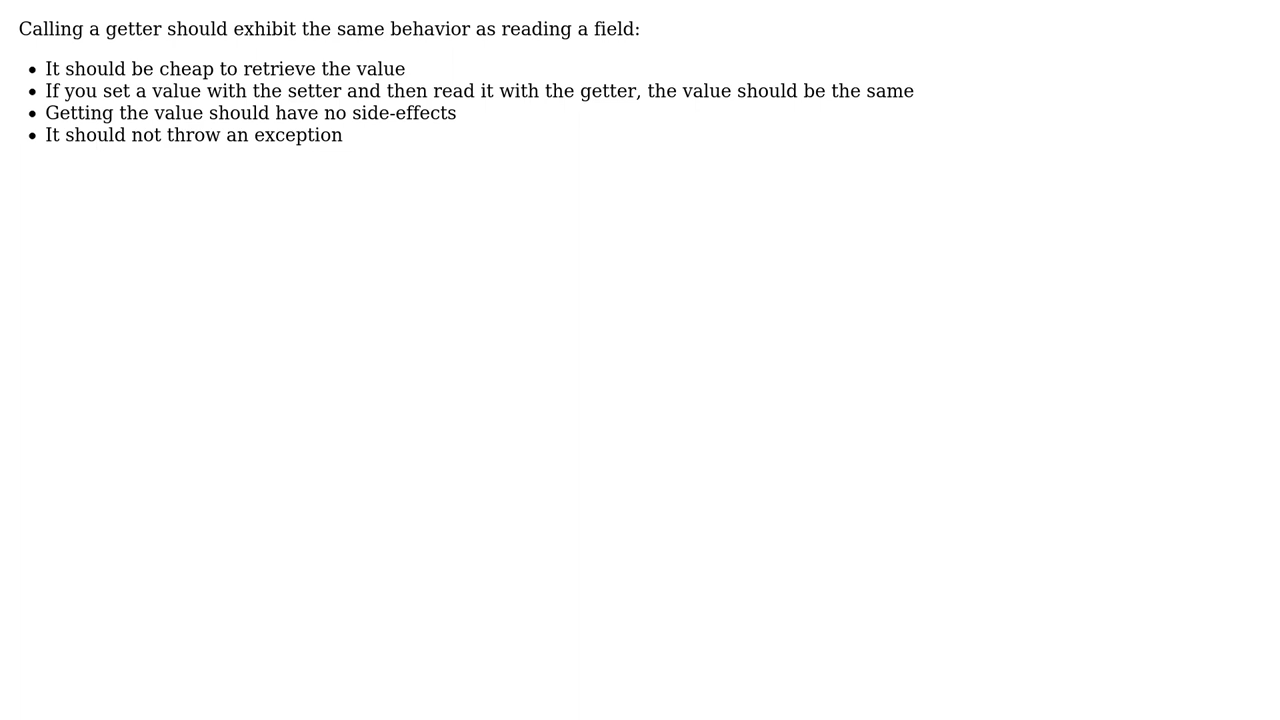 Calling a getter should exhibit the same behavior as reading a field:
• It should be cheap to retrieve the value
• If you set a value with the setter and then read it with the getter, the value should be the same
• Getting the value should have no side-effects
• It should not throw an exception